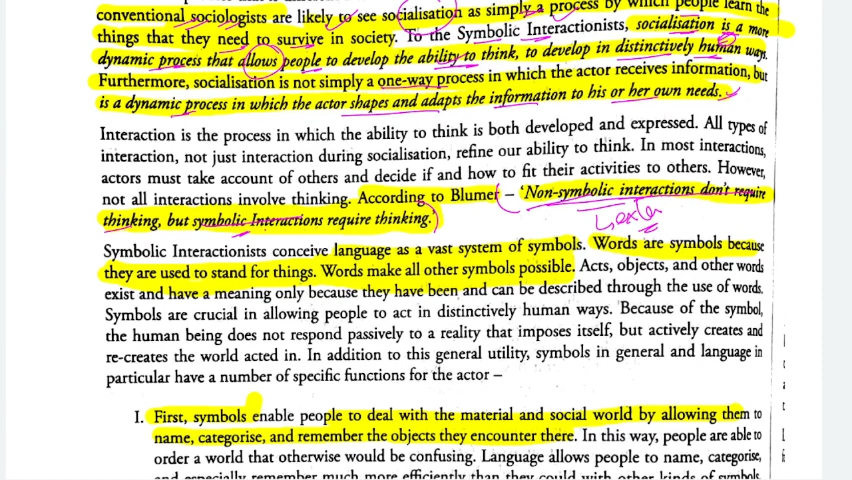 conventional sociologists are likely to see socialisation as simply a process by which people learn the
things that they need to survive in society. To the Symbolic Interactionists, socialisation is a more
dynamic process that allows people to develop the ability to think, to develop in distinctively human ways.
Furthermore, socialisation is not simply a one-way process in which the actor receives information, but
is a dynamic process in which the actor shapes and adapts the information to his or her own needs.
Interaction is the process in which the ability to think is both developed and expressed. All types of
interaction, not just interaction during socialisation, refine our ability to think. In most interactions,
actors must take account of others and decide if and how to fit their activities to others. However,
not all interactions involve thinking. According to Blumer – 'Non-symbolic interactions don't require
thinking, but symbolic Interactions require thinking.'
Symbolic Interactionists conceive language as a vast system of symbols. Words are symbols because
they are used to stand for things. Words make all other symbols possible. Acts, objects, and other words
exist and have a meaning only because they have been and can be described through the use of words.
Symbols are crucial in allowing people to act in distinctively human ways. Because of the symbol,
the human being does not respond passively to a reality that imposes itself, but actively creates and
re-creates the world acted in. In addition to this general utility, symbols in general and language in
particular have a number of specific functions for the actor –
I. First, symbols enable people to deal with the material and social world by allowing them to
name, categorise, and remember the objects they encounter there. In this way, people are able to
order a world that otherwise would be confusing. Language allows people to name, categorise,
and especially remember much more efficiently than they could with other kinds of symbols